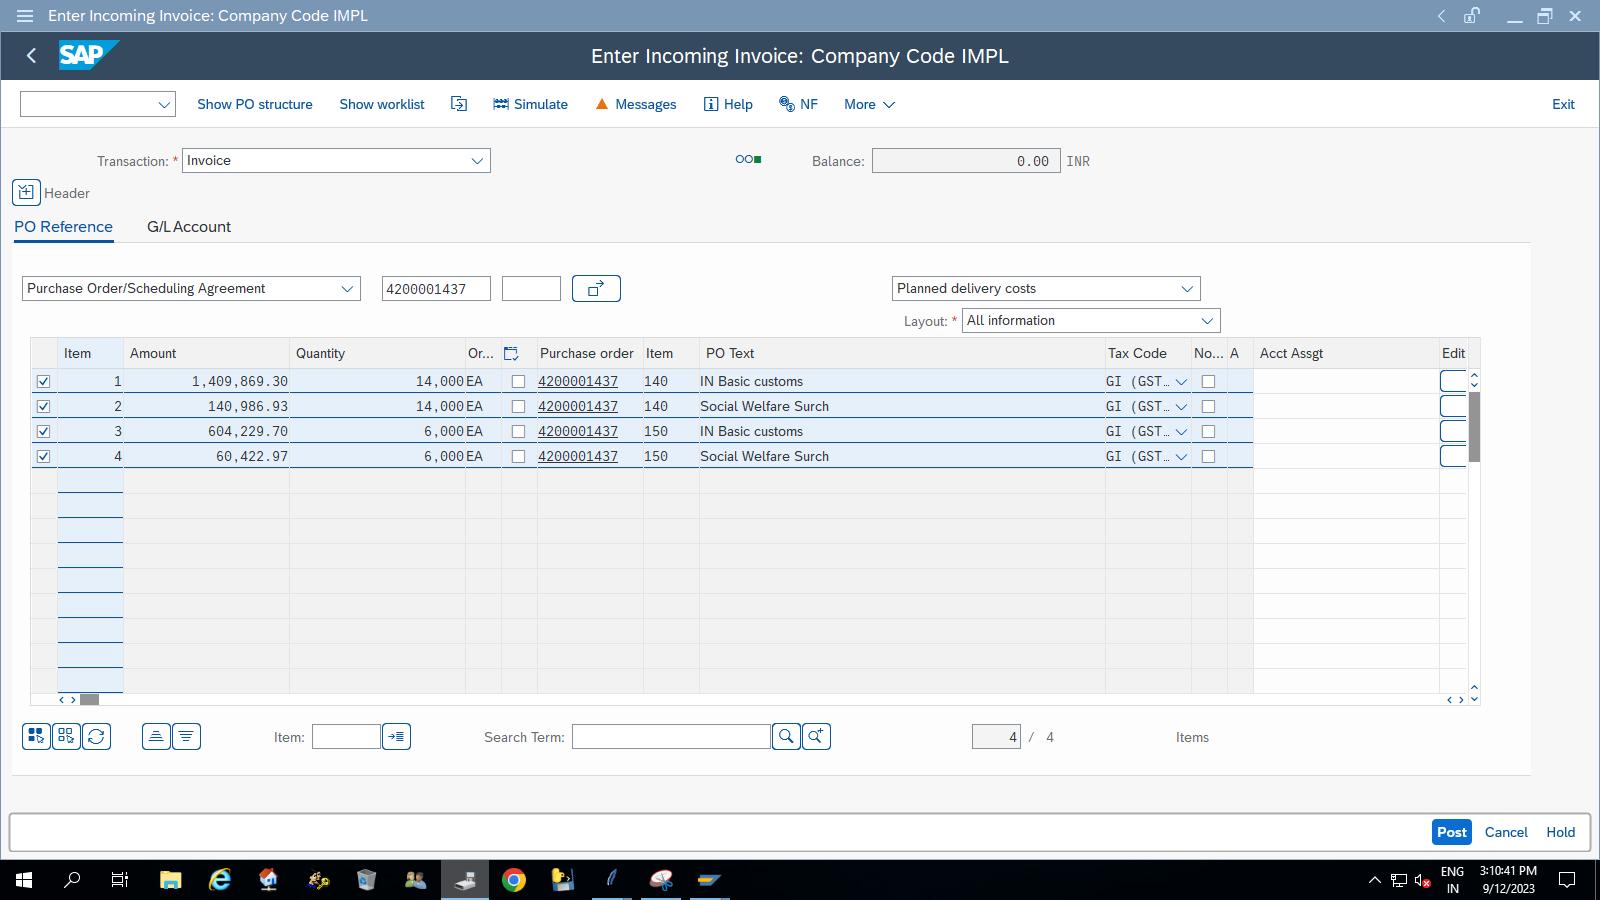 Enter Incoming Invoice: Company Code IMPL
SAP Enter Incoming Invoice: Company Code IMPL
Show PO structure Show worklist Simulate Messages Help NF More Exit
Transaction: * Invoice Balance: 0.00 INR
Header
PO Reference G/L Account
Purchase Order/Scheduling Agreement 4200001437 Planned delivery costs
Layout: * All information
Item Amount Quantity Or... Purchase order Item PO Text Tax Code No... A Acct Assgt Edit
1 1,409,869.30 14,000 EA 4200001437 140 IN Basic customs GI (GST...
2 140,986.93 14,000 EA 4200001437 140 Social Welfare Surch GI (GST...
3 604,229.70 6,000 EA 4200001437 150 IN Basic customs GI (GST...
4 60,422.97 6,000 EA 4200001437 150 Social Welfare Surch GI (GST...
Item: Search Term: 4 / 4 Items
Post Cancel Hold
ENG 3:10:41 PM
IN 9/12/2023